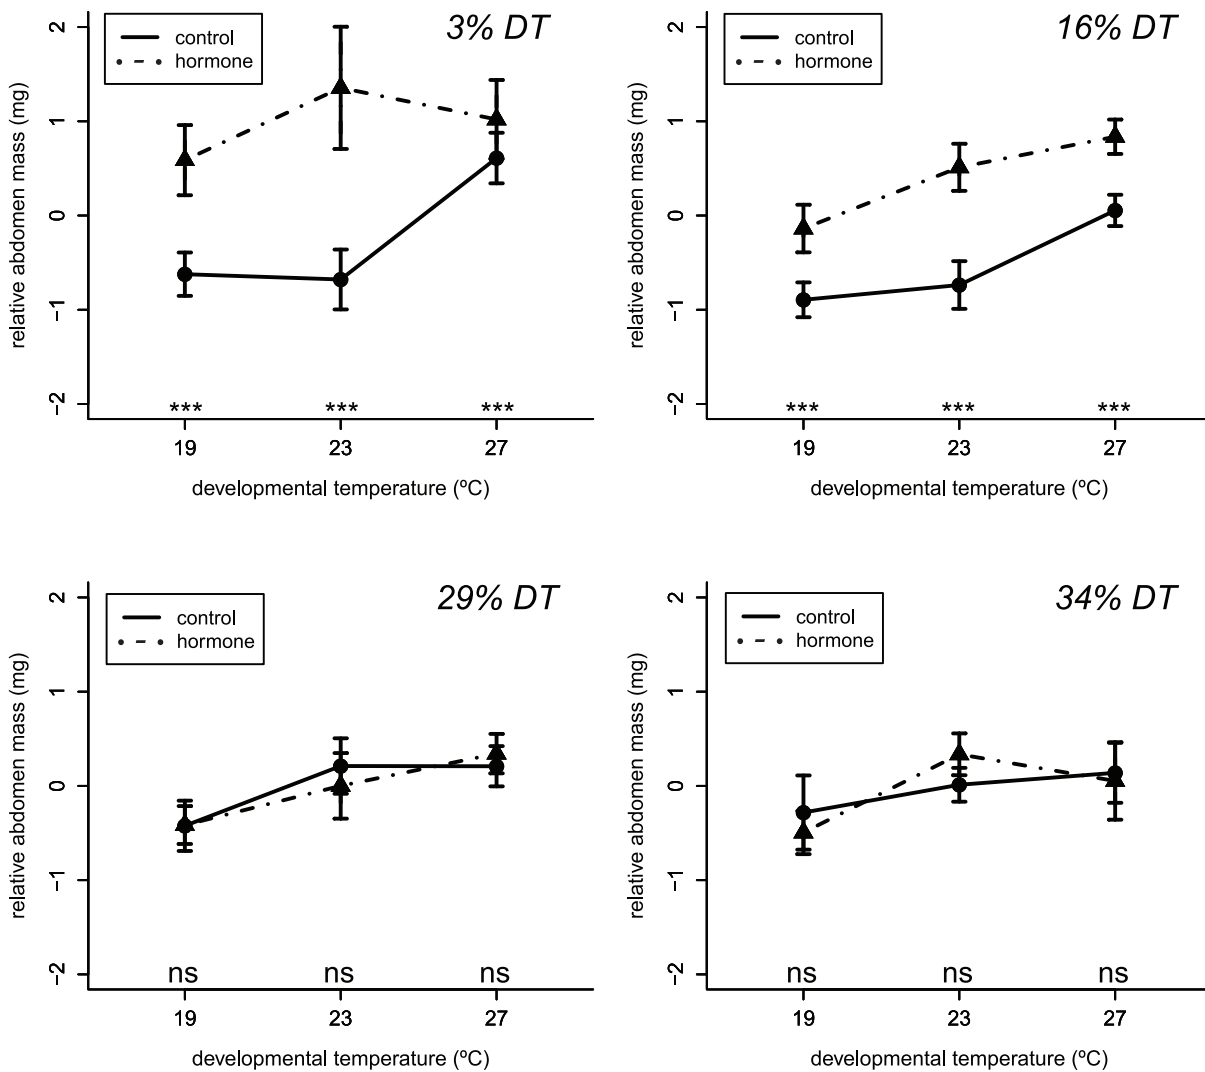 3% DT
control
hormone
relative abdomen mass (mg)
2
1
0
−1
−2
*** *** ***
19 23 27
developmental temperature (ºC)
16% DT
control
hormone
relative abdomen mass (mg)
2
1
0
−1
−2
*** *** ***
19 23 27
developmental temperature (ºC)
29% DT
control
hormone
relative abdomen mass (mg)
2
1
0
−1
−2
ns ns ns
19 23 27
developmental temperature (ºC)
34% DT
control
hormone
relative abdomen mass (mg)
2
1
0
−1
−2
ns ns ns
19 23 27
developmental temperature (ºC)